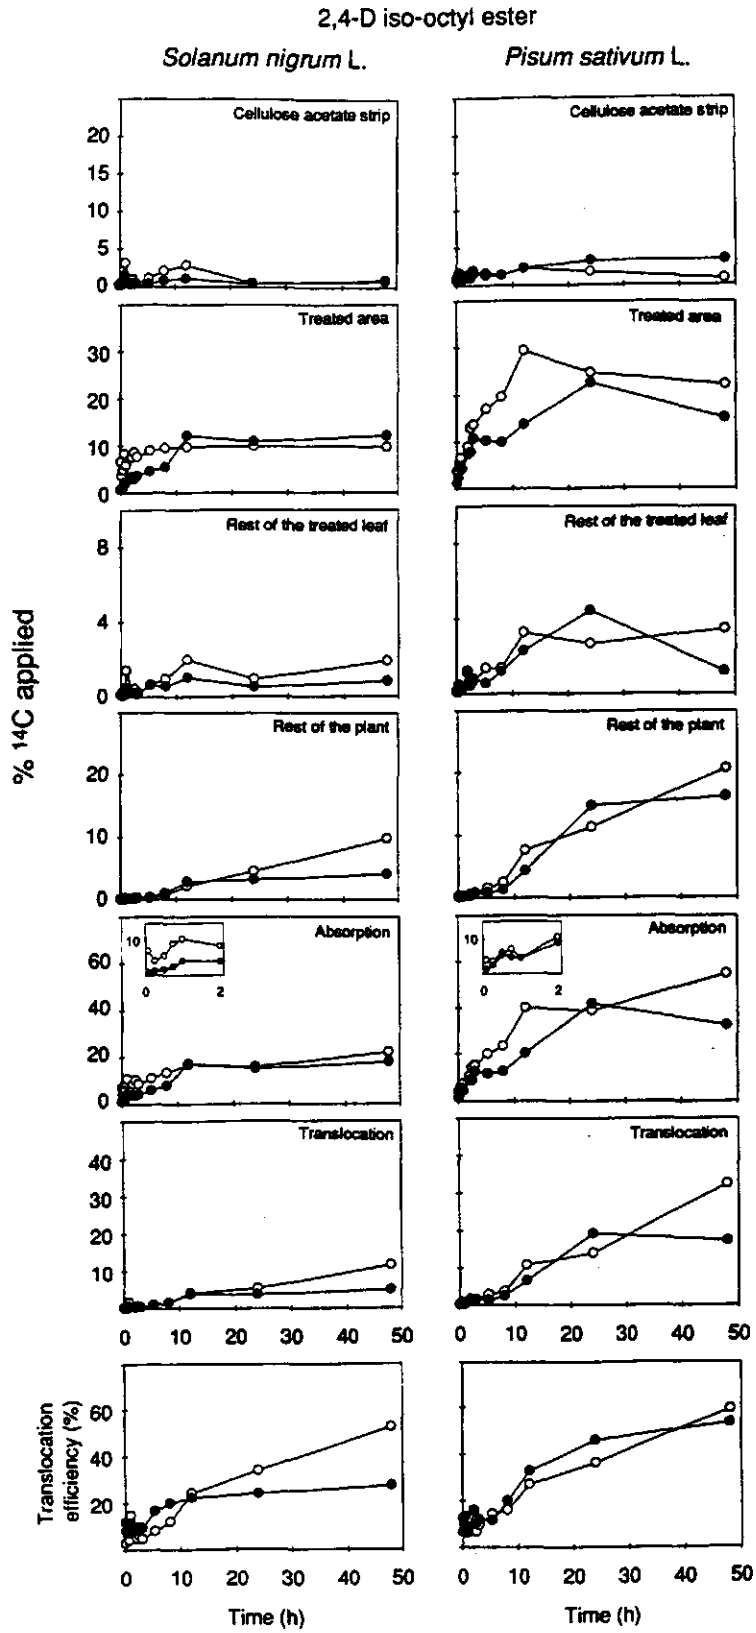 2,4-D iso-octyl ester
Solanum nigrum L.
Pisum sativum L.
% 14C applied
Cellulose acetate strip
20
15
10
5
0
Cellulose acetate strip
Treated area
30
20
10
0
Treated area
Rest of the treated leaf
8
4
0
Rest of the treated leaf
Rest of the plant
20
10
0
Rest of the plant
Absorption
10
0 2
60
40
20
0
Absorption
10
0 2
Translocation
40
30
20
10
0 10 20 30 40 50
Translocation
0 10 20 30 40 50
Translocation
efficiency (%)
60
40
20
0 10 20 30 40 50
Time (h)
0 10 20 30 40 50
Time (h)